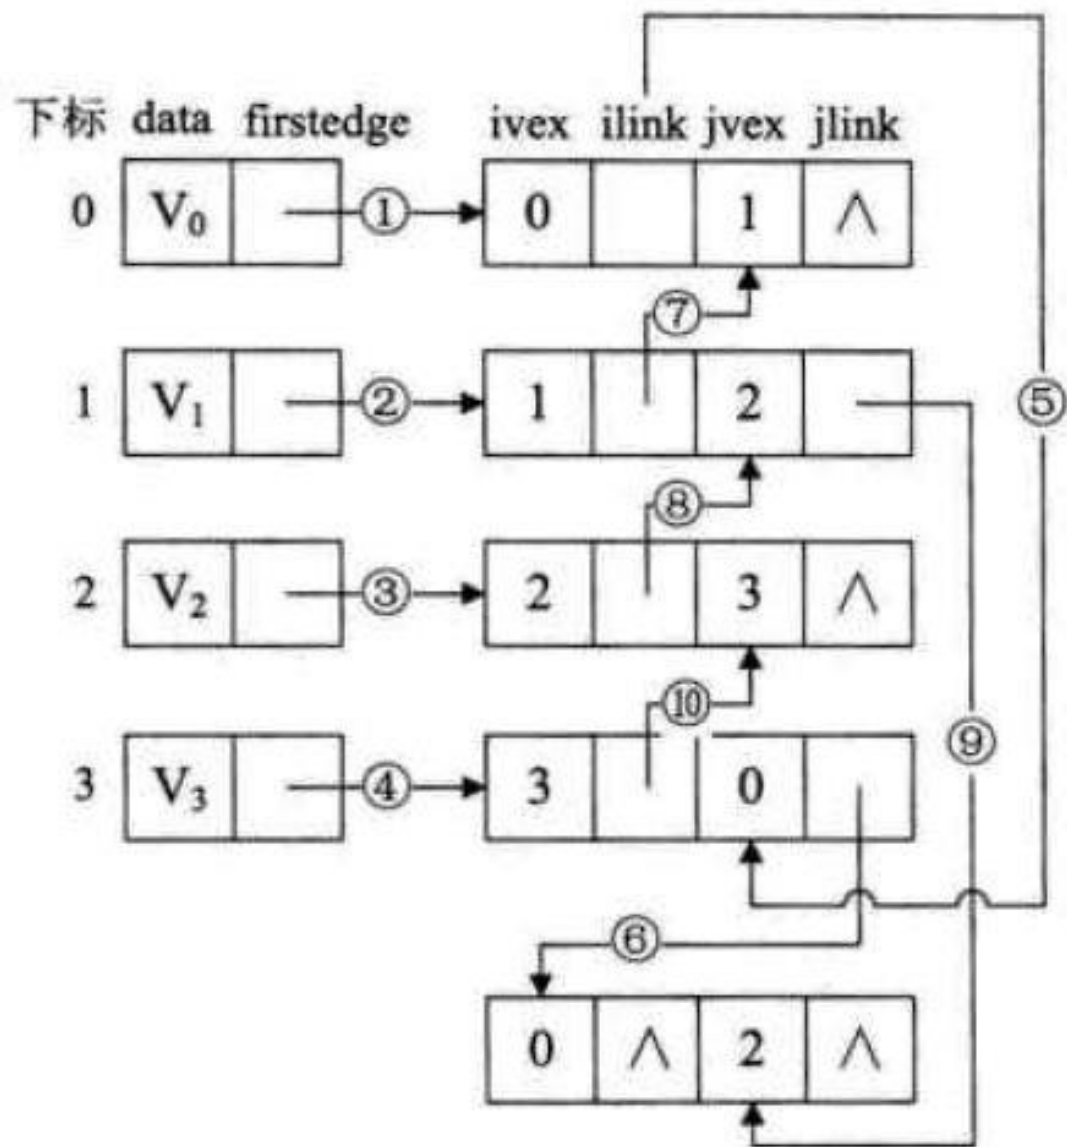 下标 data firstedge ivex ilink jvex jlink
0 V₀ ① 0 1 ∧
⑦
1 V₁ ② 1 2 ⑤
⑧
2 V₂ ③ 2 3 ∧
⑩
⑨
3 V₃ ④ 3 0
⑥
0 ∧ 2 ∧